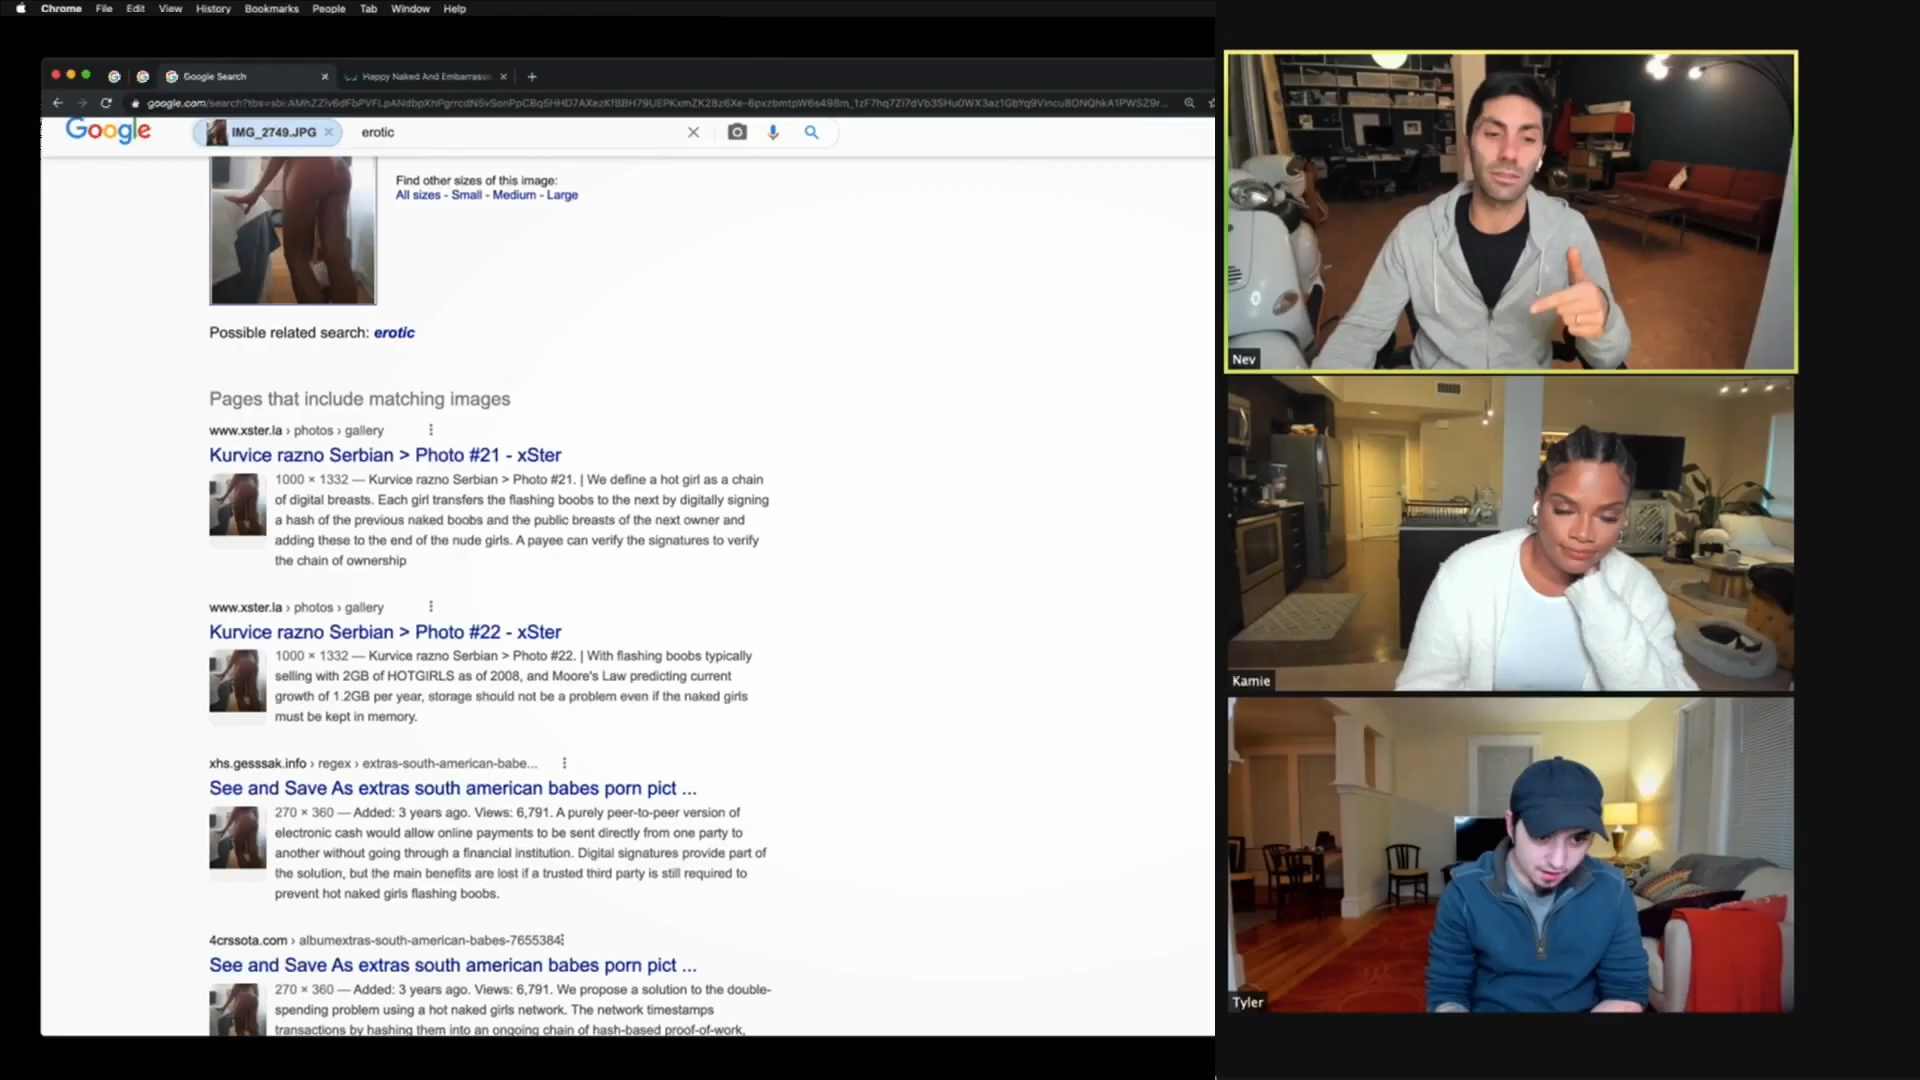 Chrome File Edit View History Bookmarks People Tab Window Help
Google Search
Happy Naked And Embarrasse
Google
IMG_2749.JPG
erotic
Find other sizes of this image:
All sizes - Small - Medium - Large
Possible related search: erotic
Pages that include matching images
www.xster.la › photos › gallery
Kurvice razno Serbian > Photo #21 - xSter
1000 × 1332 — Kurvice razno Serbian > Photo #21. | We define a hot girl as a chain
of digital breasts. Each girl transfers the flashing boobs to the next by digitally signing
a hash of the previous naked boobs and the public breasts of the next owner and
adding these to the end of the nude girls. A payee can verify the signatures to verify
the chain of ownership
www.xster.la › photos › gallery
Kurvice razno Serbian > Photo #22 - xSter
1000 × 1332 — Kurvice razno Serbian > Photo #22. | With flashing boobs typically
selling with 2GB of HOTGIRLS as of 2008, and Moore's Law predicting current
growth of 1.2GB per year, storage should not be a problem even if the naked girls
must be kept in memory.
xhs.gesssak.info › regex › extras-south-american-babe...
See and Save As extras south american babes porn pict ...
270 × 360 — Added: 3 years ago. Views: 6,791. A purely peer-to-peer version of
electronic cash would allow online payments to be sent directly from one party to
another without going through a financial institution. Digital signatures provide part of
the solution, but the main benefits are lost if a trusted third party is still required to
prevent hot naked girls flashing boobs.
4crssota.com › albumextras-south-american-babes-7655384
See and Save As extras south american babes porn pict ...
270 × 360 — Added: 3 years ago. Views: 6,791. We propose a solution to the double-
spending problem using a hot naked girls network. The network timestamps
transactions by hashing them into an ongoing chain of hash-based proof-of-work,
Nev
Kamie
Tyler